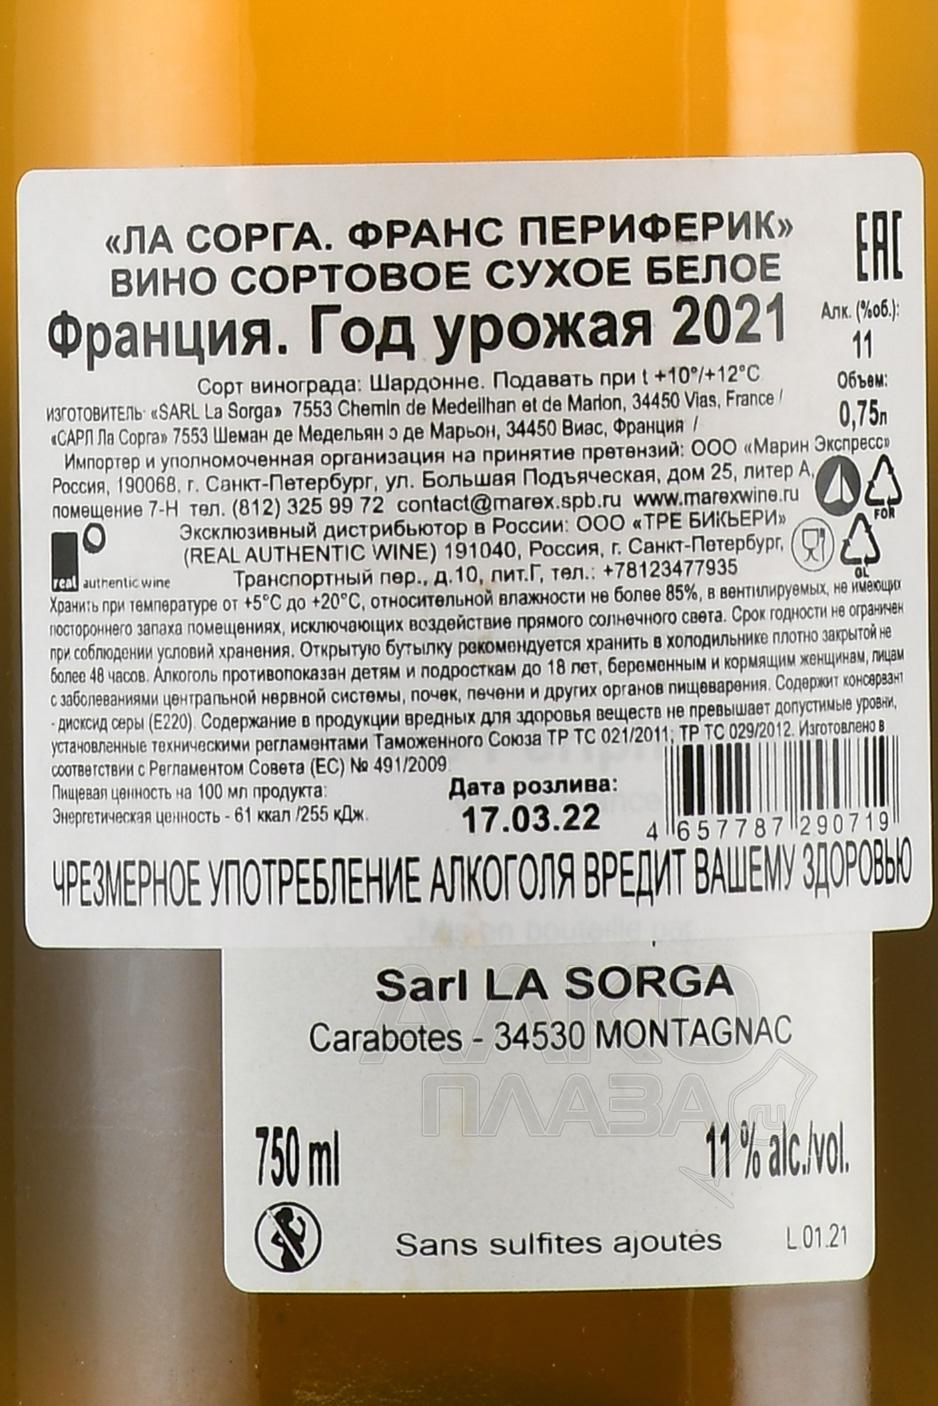 «ЛА СОРГА. ФРАНС ПЕРИФЕРИК»
ВИНО СОРТОВОЕ СУХОЕ БЕЛОЕ
Франция. Год урожая 2021
EAC
Алк. (%об.):
11
Объем:
0,75л
Сорт винограда: Шардонне. Подавать при t +10°/+12°C
ИЗГОТОВИТЕЛЬ: «SARL La Sorga» 7553 Chemin de Medeilhan et de Marion, 34450 Vias, France /
«САРЛ Ла Сорга» 7553 Шеман де Медельян э де Марьон, 34450 Виас, Франция /
Импортер и уполномоченная организация на принятие претензий: ООО «Марин Экспресс»
Россия, 190068, г. Санкт-Петербург, ул. Большая Подъяческая, дом 25, литер А,
помещение 7-Н тел. (812) 325 99 72 contact@marex.spb.ru www.marexwine.ru
Эксклюзивный дистрибьютор в России: ООО «ТРЕ БИКЬЕРИ»
(REAL AUTHENTIC WINE) 191040, Россия, г. Санкт-Петербург,
Транспортный пер., д.10, лит.Г, тел.: +78123477935
real authentic wine
FOR
GL
Хранить при температуре от +5°С до +20°С, относительной влажности не более 85%, в вентилируемых, не имеющих
постороннего запаха помещениях, исключающих воздействие прямого солнечного света. Срок годности не ограничен
при соблюдении условий хранения. Открытую бутылку рекомендуется хранить в холодильнике плотно закрытой не
более 48 часов. Алкоголь противопоказан детям и подросткам до 18 лет, беременным и кормящим женщинам, лицам
с заболеваниями центральной нервной системы, почек, печени и других органов пищеварения. Содержит консервант
- диоксид серы (Е220). Содержание в продукции вредных для здоровья веществ не превышает допустимые уровни,
установленные техническими регламентами Таможенного Союза ТР ТС 021/2011; ТР ТС 029/2012. Изготовлено в
соответствии с Регламентом Совета (ЕС) № 491/2009
Пищевая ценность на 100 мл продукта:
Энергетическая ценность - 61 ккал /255 кДж.
Дата розлива:
17.03.22
4 657787 290719
ЧРЕЗМЕРНОЕ УПОТРЕБЛЕНИЕ АЛКОГОЛЯ ВРЕДИТ ВАШЕМУ ЗДОРОВЬЮ
Mis en bouteille par
Sarl LA SORGA
Carabotes - 34530 MONTAGNAC
АЛКО
ПЛАЗА
.ru
750 ml
11 % alc./vol.
Sans sulfites ajoutés
L.01.21